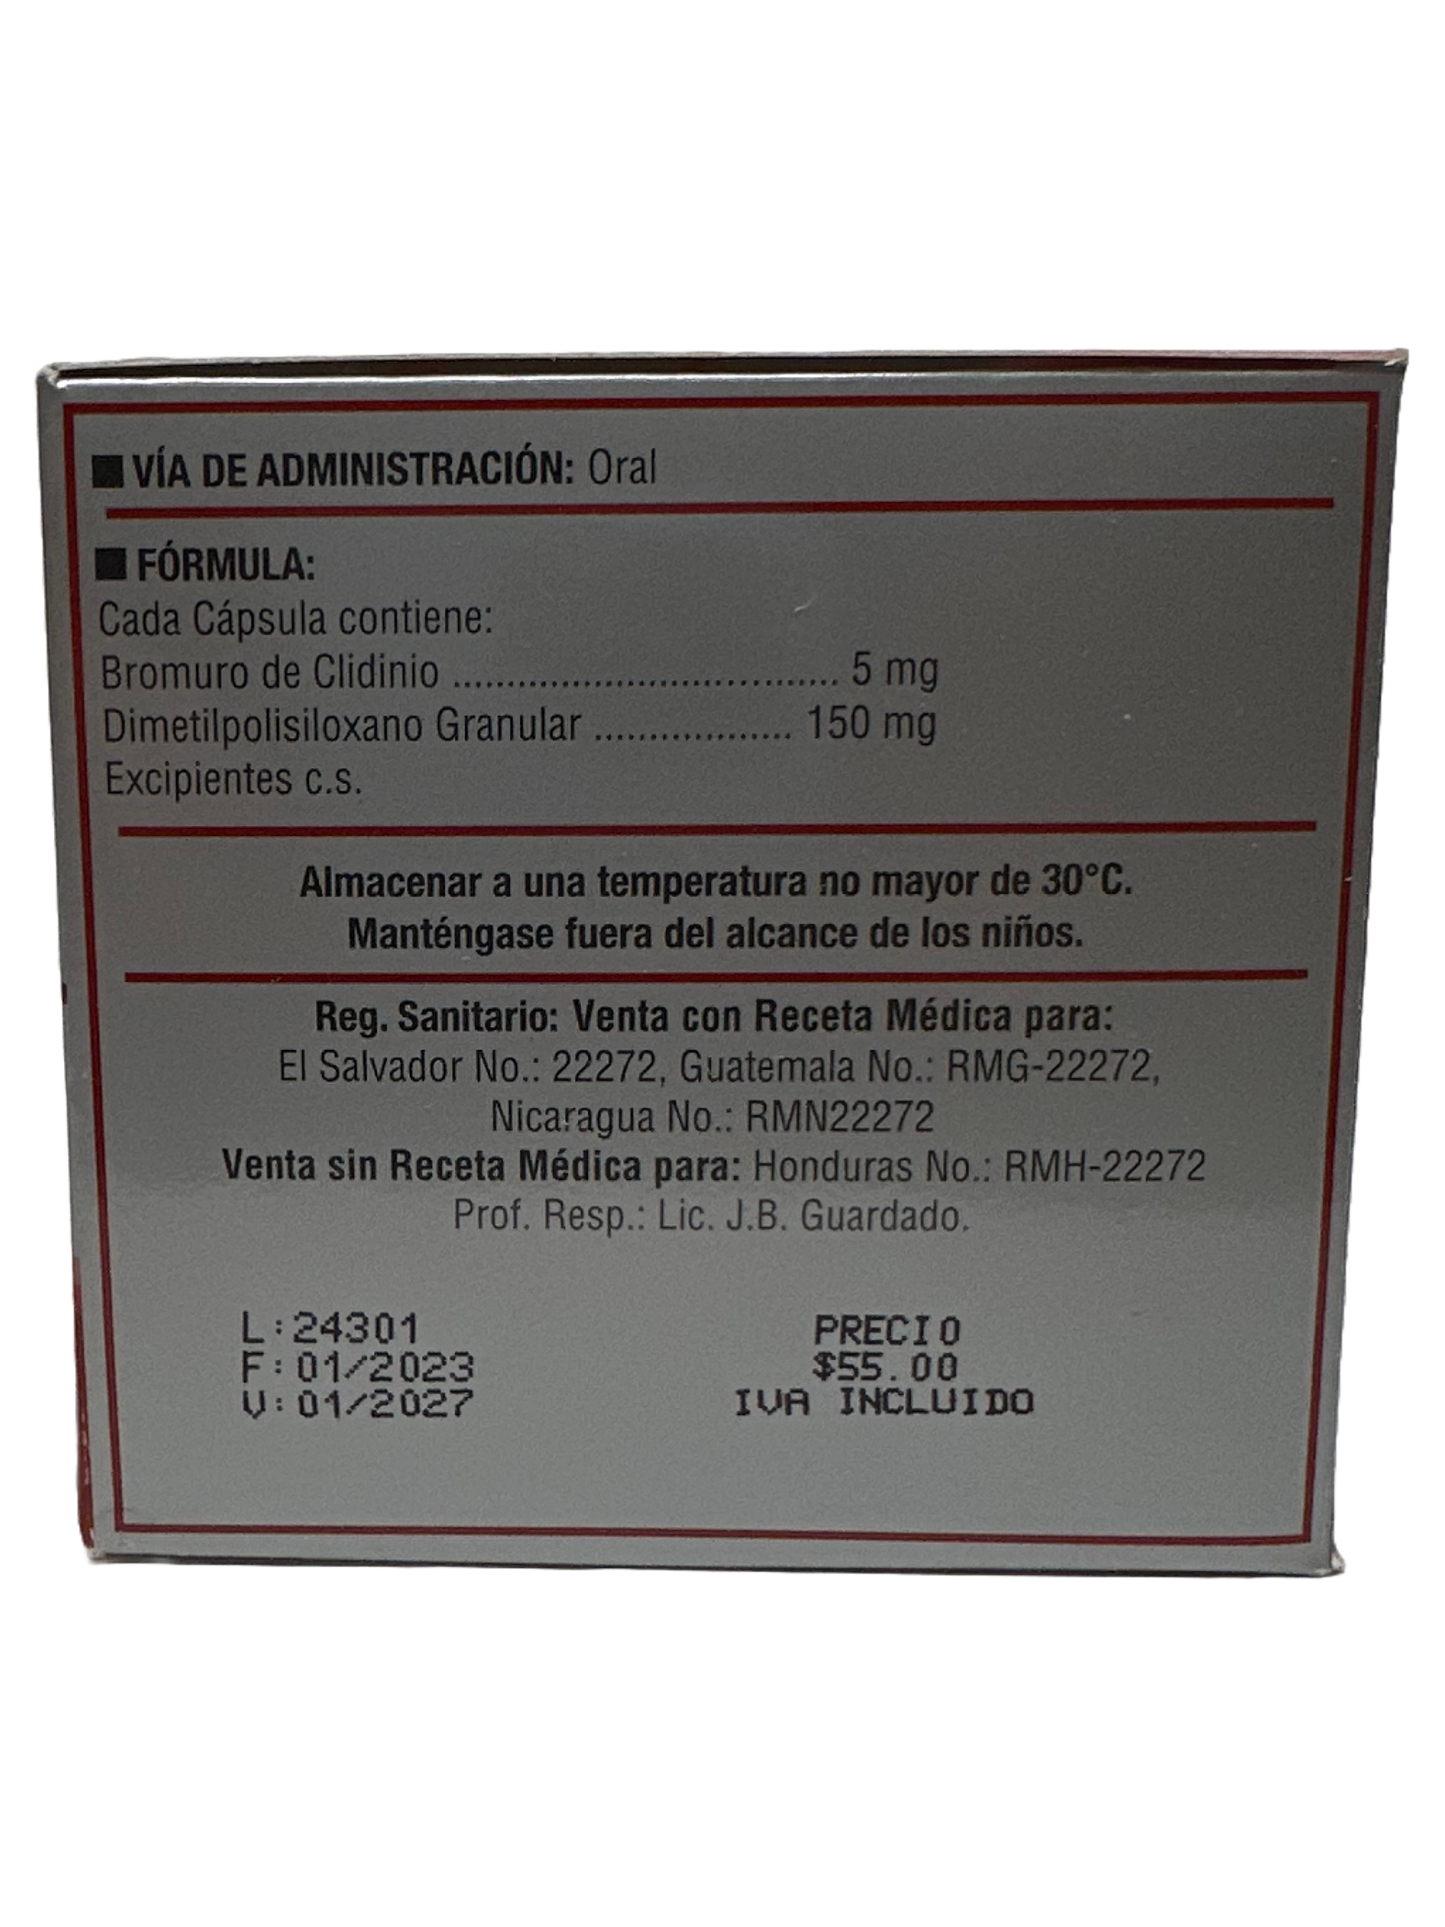 ■ VÍA DE ADMINISTRACIÓN: Oral
■ FÓRMULA:
Cada Cápsula contiene:
Bromuro de Clidinio .................................... 5 mg
Dimetilpolisiloxano Granular .................. 150 mg
Excipientes c.s.
Almacenar a una temperatura no mayor de 30°C.
Manténgase fuera del alcance de los niños.
Reg. Sanitario: Venta con Receta Médica para:
El Salvador No.: 22272, Guatemala No.: RMG-22272,
Nicaragua No.: RMN22272
Venta sin Receta Médica para: Honduras No.: RMH-22272
Prof. Resp.: Lic. J.B. Guardado.
L:24301
F:01/2023
V:01/2027
PRECIO
$55.00
IVA INCLUIDO